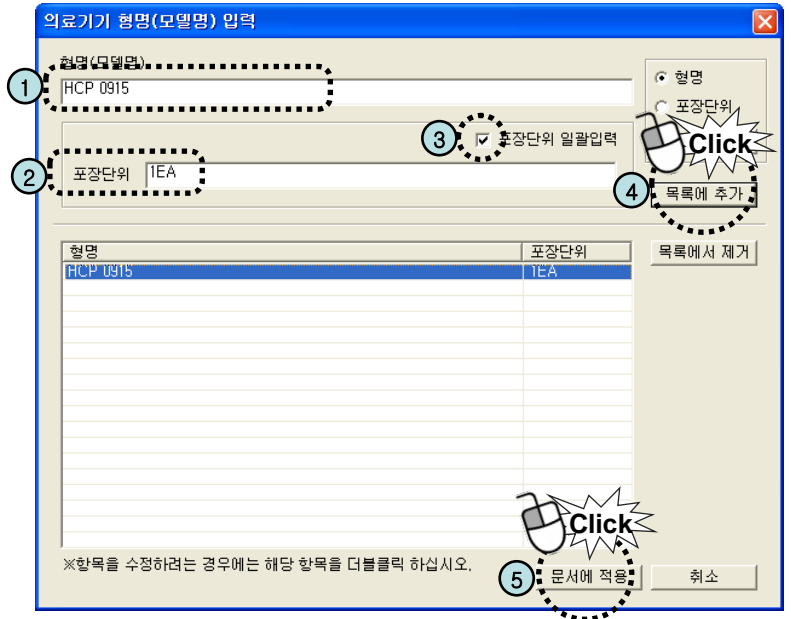 의료기기 형명(모델명) 입력
형명(모델명)
1
HCP 0915
형명
포장단위
3
포장단위 일괄입력
Click
2
포장단위
1EA
4
목록에 추가
형명
포장단위
목록에서 제거
HCP 0915
1EA
Click
※항목을 수정하려는 경우에는 해당 항목을 더블클릭 하십시오.
5
문서에 적용
취소